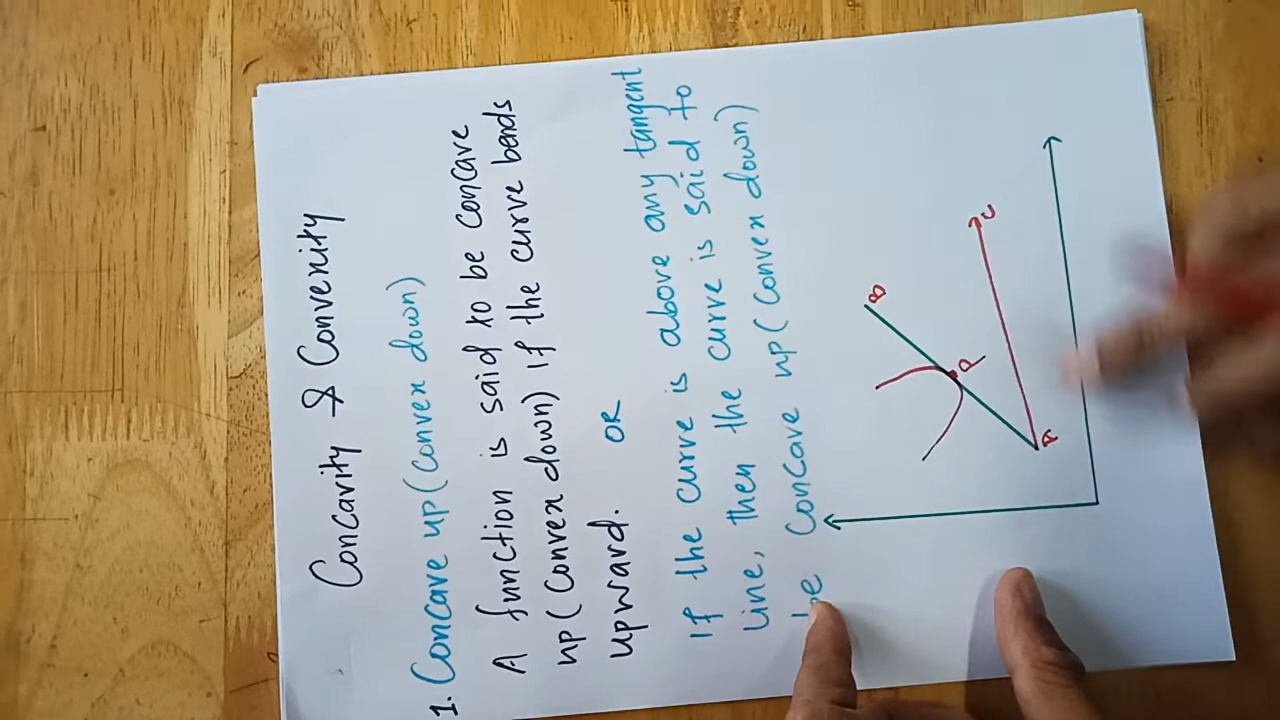 Concavity & Convexity
1. Concave up (Convex down)
A function is said to be concave
up (Convex down) if the curve bends
upward. OR
If the curve is above any tangent
line, then the curve is said to
be Concave up (Convex down)
B
P
C
A